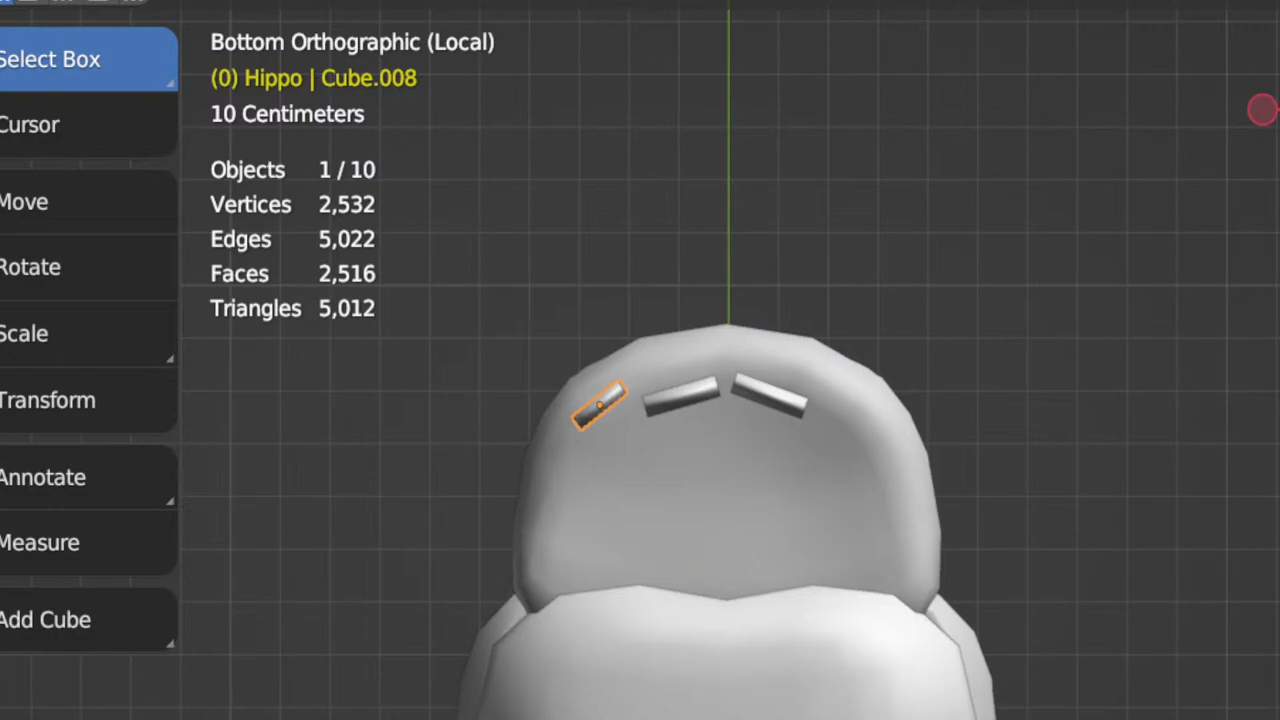 Select Box
Cursor
Move
Rotate
Scale
Transform
Annotate
Measure
Add Cube
Bottom Orthographic (Local)
(0) Hippo | Cube.008
10 Centimeters
Objects 1 / 10
Vertices 2,532
Edges 5,022
Faces 2,516
Triangles 5,012